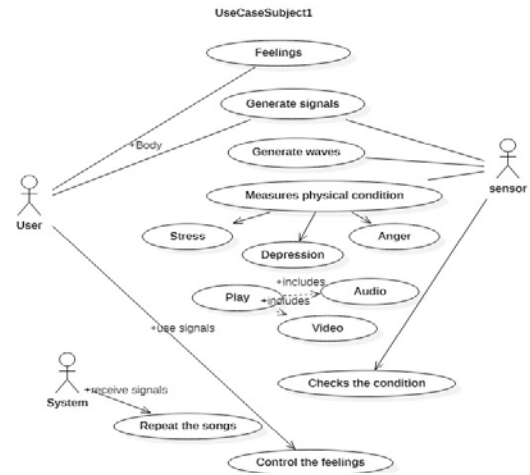 UseCaseSubject1
Feelings
Generate signals
+Body
Generate waves
User
sensor
Measures physical condition
Stress
Anger
Depression
+includes
Play
Audio
+includes
Video
+use signals
Checks the condition
System
+receive signals
Repeat the songs
Control the feelings